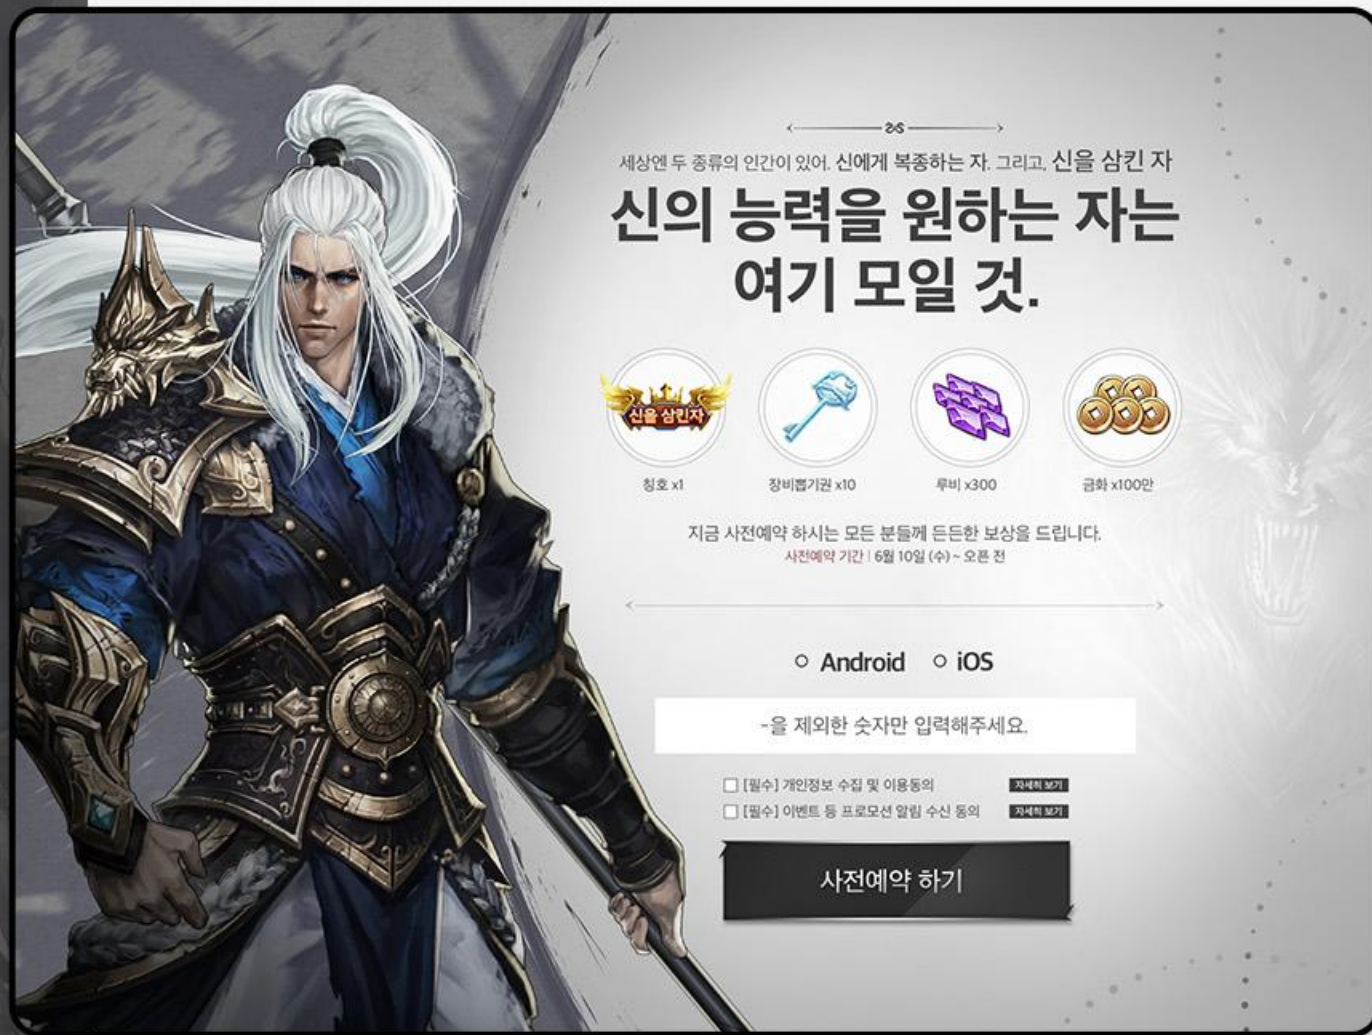 세상엔 두 종류의 인간이 있어. 신에게 복종하는 자. 그리고, 신을 삼킨 자
신의 능력을 원하는 자는
여기 모일 것.
신을 삼킨자
칭호 x1
장비뽑기권 x10
루비 x300
금화 x100만
지금 사전예약 하시는 모든 분들께 든든한 보상을 드립니다.
사전예약 기간 | 6월 10일 (수) ~ 오픈 전
Android
iOS
-을 제외한 숫자만 입력해주세요.
[필수] 개인정보 수집 및 이용동의 자세히 보기
[필수] 이벤트 등 프로모션 알림 수신 동의 자세히 보기
사전예약 하기